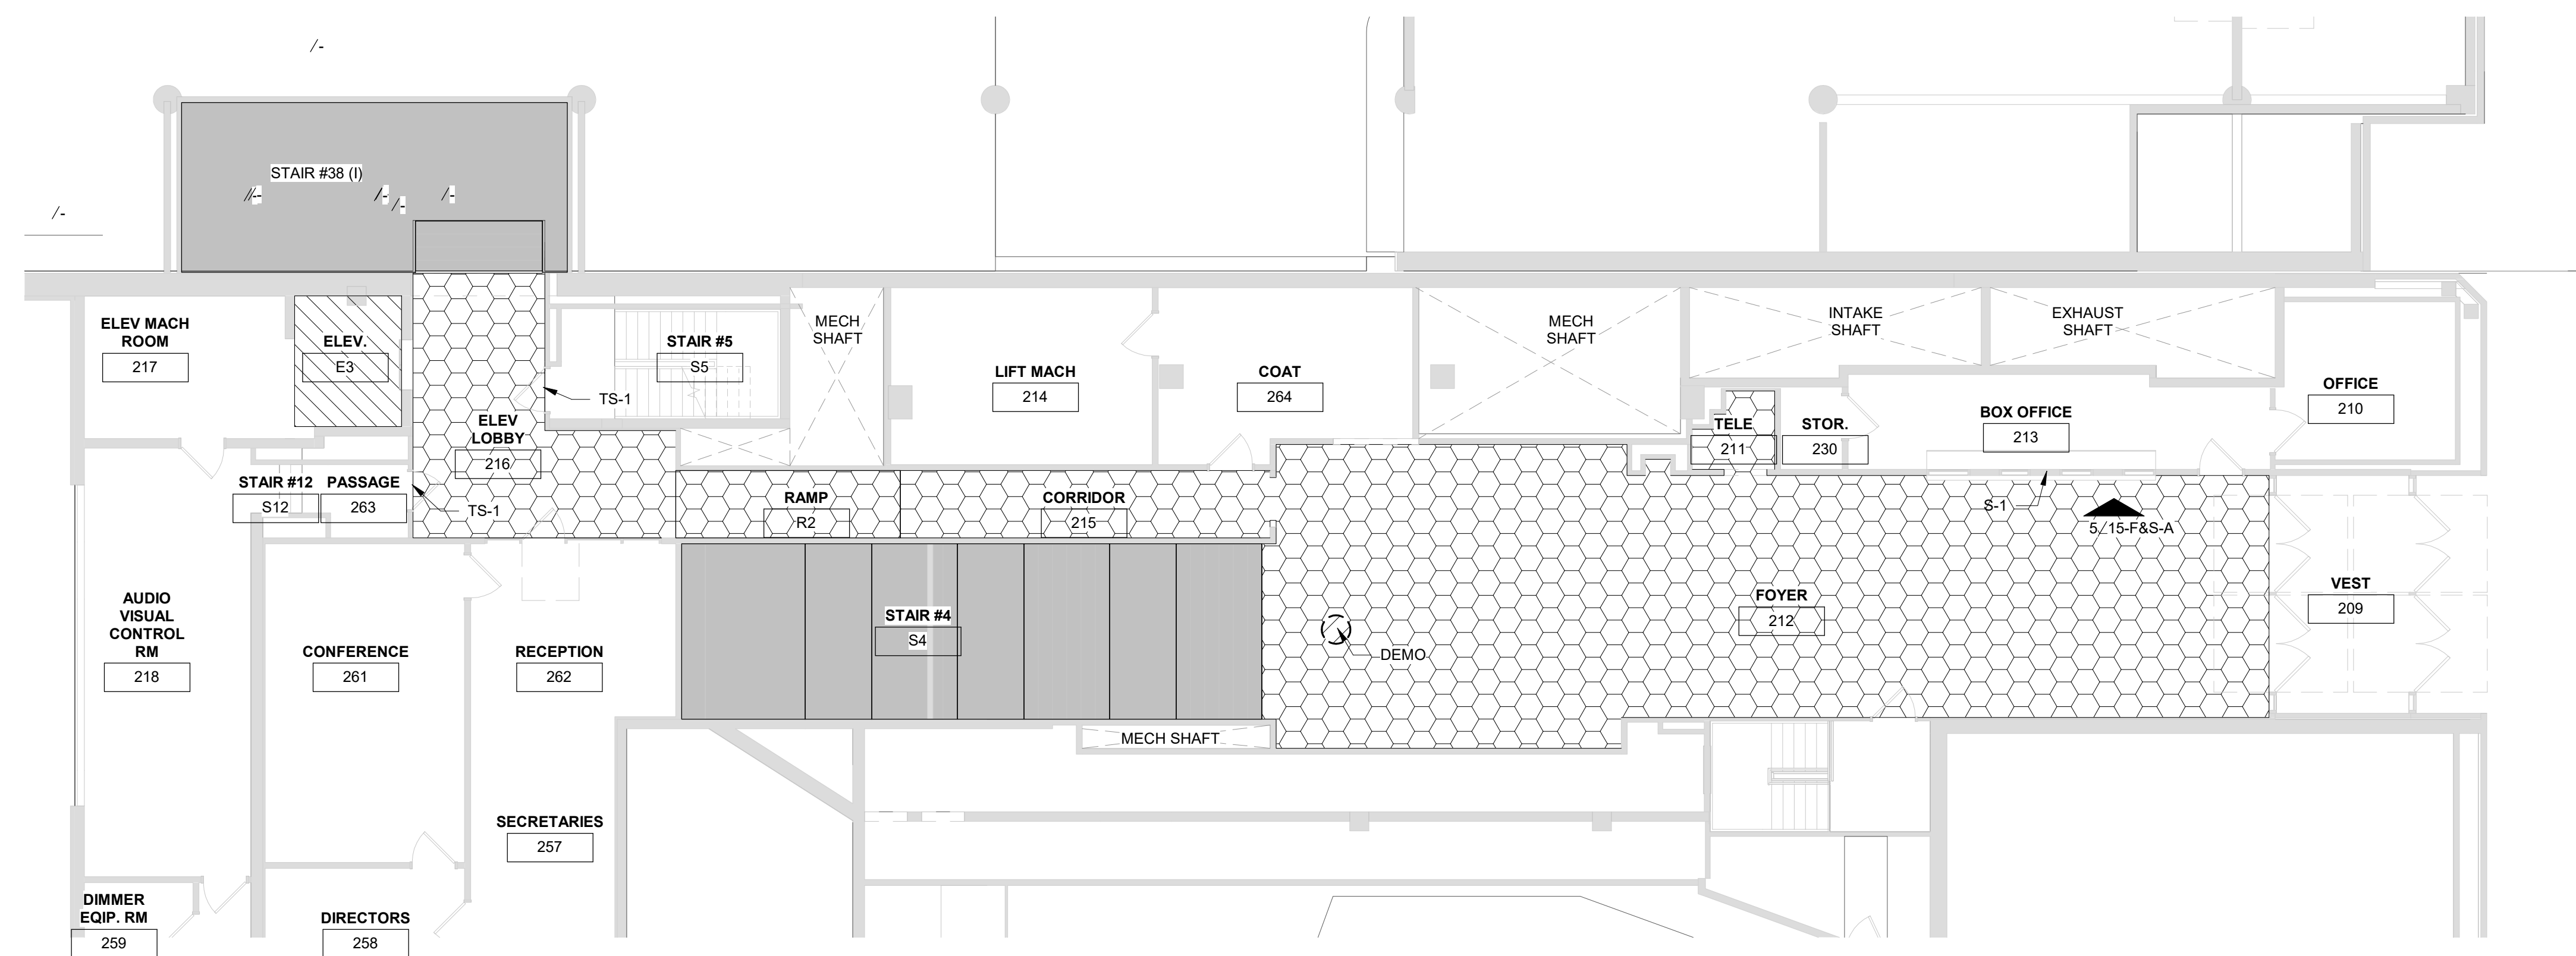 /-
STAIR #38 (I)
//--
/-
/-
/-
/-
ELEV MACH
ROOM
217
ELEV.
E3
STAIR #5
S5
TS-1
ELEV
LOBBY
216
MECH
SHAFT
LIFT MACH
214
COAT
264
MECH
SHAFT
INTAKE
SHAFT
EXHAUST
SHAFT
OFFICE
210
TELE
211
STOR.
230
BOX OFFICE
213
STAIR #12
S12
PASSAGE
263
TS-1
RAMP
R2
CORRIDOR
215
S-1
5/15-F&S-A
AUDIO
VISUAL
CONTROL
RM
218
CONFERENCE
261
RECEPTION
262
STAIR #4
S4
DEMO
FOYER
212
VEST
209
MECH SHAFT
SECRETARIES
257
DIMMER
EQIP. RM
259
DIRECTORS
258